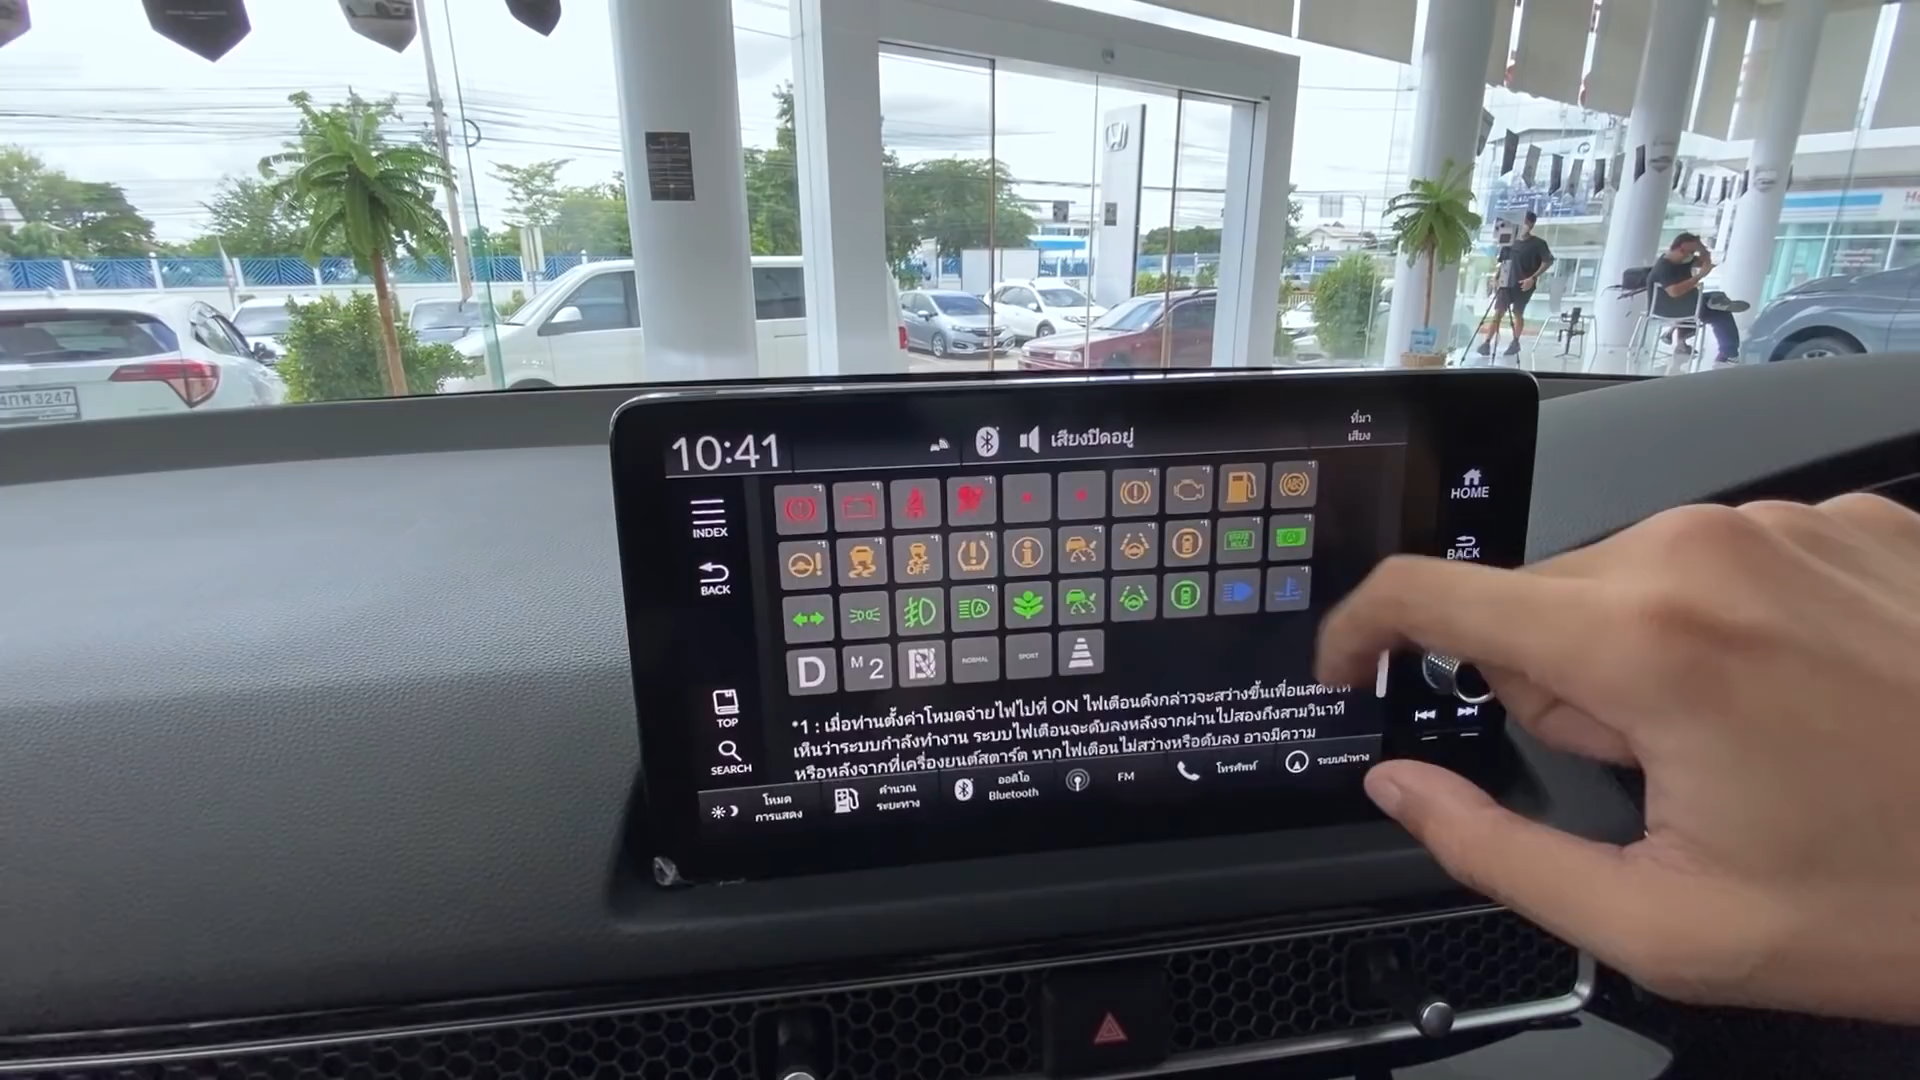 10:41
เสียงปิดอยู่
ที่มา
เสียง
INDEX
BACK
TOP
SEARCH
HOME
BACK
ABS
OFF
BRAKE
HOLD
A
A
D
M 2
NORMAL
SPORT
*1 : เมื่อท่านตั้งค่าโหมดจ่ายไฟไปที่ ON ไฟเตือนดังกล่าวจะสว่างขึ้นเพื่อแสดงให้
เห็นว่าระบบกำลังทำงาน ระบบไฟเตือนจะดับลงหลังจากผ่านไปสองถึงสามวินาที
หรือหลังจากที่เครื่องยนต์สตาร์ต หากไฟเตือนไม่สว่างหรือดับลง อาจมีความ
โหมด
การแสดง
คำนวณ
ระยะทาง
ออดิโอ
Bluetooth
FM
โทรศัพท์
ระบบนำทาง
3247